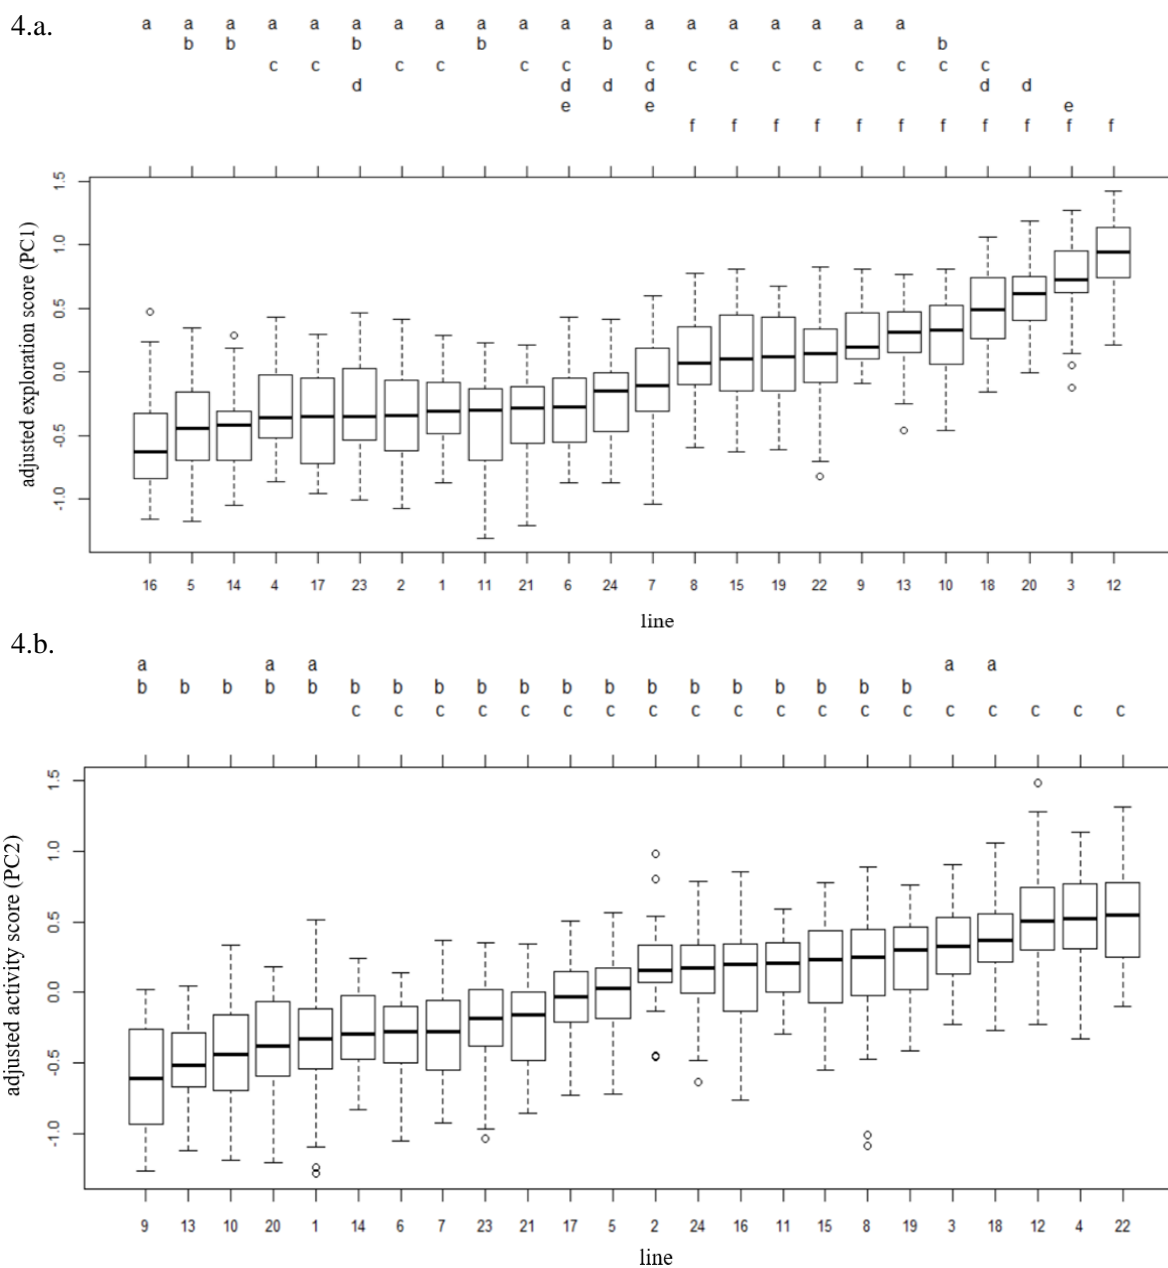 4.a.
a a a a a a a a a a a a a a a a a a a
b b b b b b
c c c c c c c c c c c c c c c
d d d d d d
e e e
f f f f f f f f f f f
adjusted exploration score (PC1)
1.5
1.0
0.5
0.0
-0.5
-1.0
16 5 14 4 17 23 2 1 11 21 6 24 7 8 15 19 22 9 13 10 18 20 3 12
line
4.b.
a a a a a
b b b b b b b b b b b b b b b b b b b
c c c c c c c c c c c c c c c c c c c
adjusted activity score (PC2)
1.5
1.0
0.5
0.0
-0.5
-1.0
9 13 10 20 1 14 6 7 23 21 17 5 2 24 16 11 15 8 19 3 18 12 4 22
line